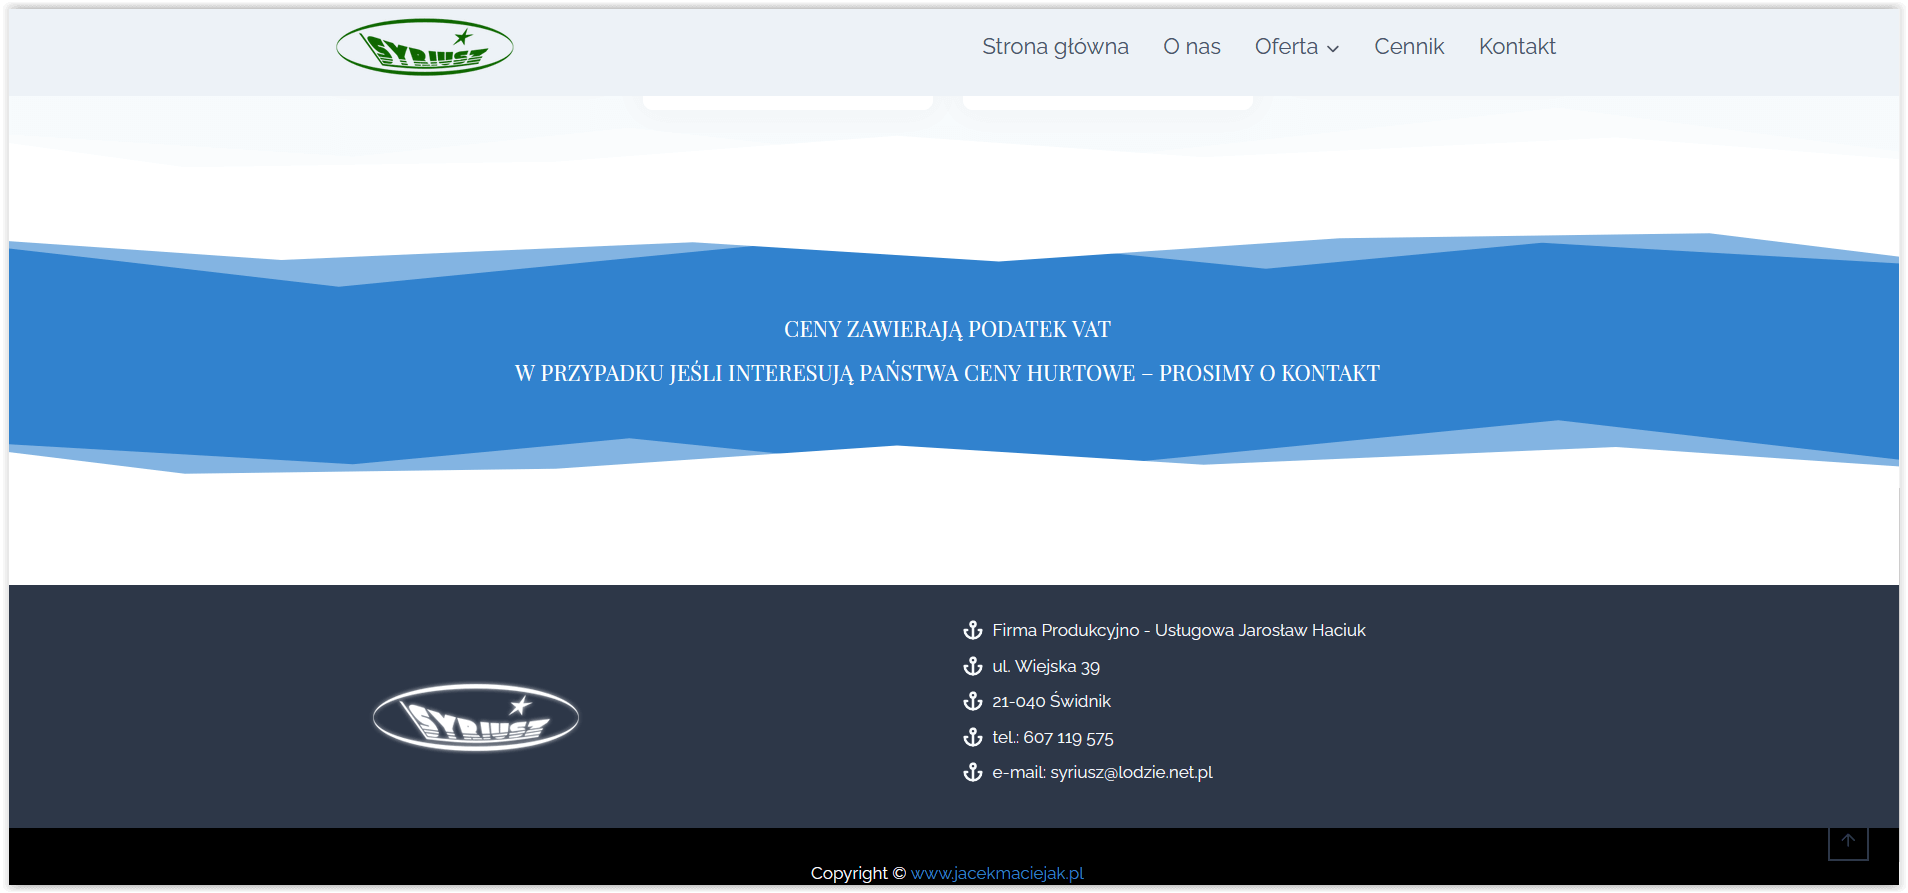 SYRIUSZ
Strona główna O nas Oferta Cennik Kontakt
CENY ZAWIERAJĄ PODATEK VAT
W PRZYPADKU JEŚLI INTERESUJĄ PAŃSTWA CENY HURTOWE – PROSIMY O KONTAKT
SYRIUSZ
Firma Produkcyjno - Usługowa Jarosław Haciuk
ul. Wiejska 39
21-040 Świdnik
tel.: 607 119 575
e-mail: syriusz@lodzie.net.pl
Copyright © www.jacekmaciejak.pl